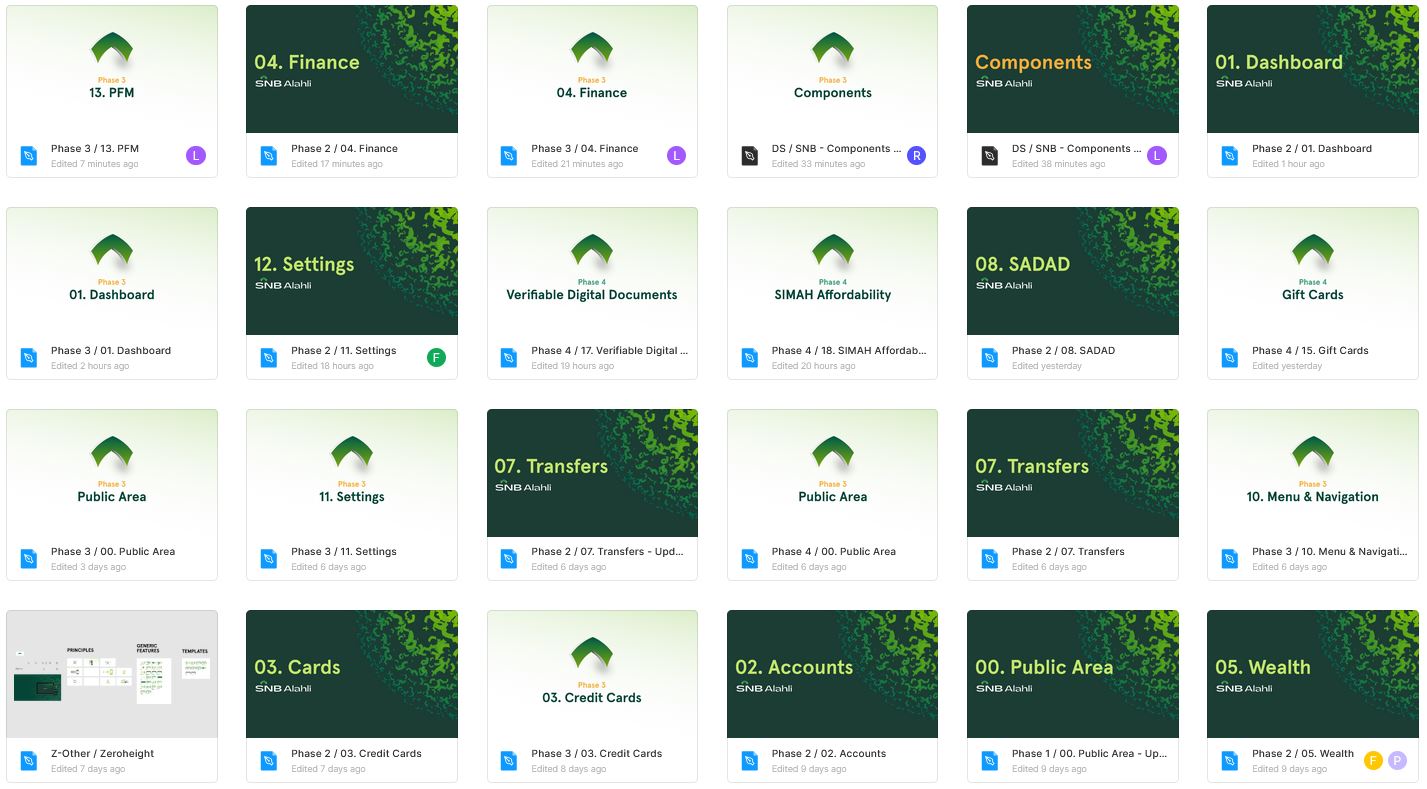 Phase 3
13. PFM
Phase 3 / 13. PFM
Edited 7 minutes ago
L
04. Finance
SNB Alahli
Phase 2 / 04. Finance
Edited 17 minutes ago
Phase 3
04. Finance
Phase 3 / 04. Finance
Edited 21 minutes ago
L
Phase 3
Components
DS / SNB - Components ...
Edited 33 minutes ago
R
Components
SNB Alahli
DS / SNB - Components ...
Edited 38 minutes ago
L
01. Dashboard
SNB Alahli
Phase 2 / 01. Dashboard
Edited 1 hour ago
Phase 3
01. Dashboard
Phase 3 / 01. Dashboard
Edited 2 hours ago
12. Settings
SNB Alahli
Phase 2 / 11. Settings
Edited 18 hours ago
F
Phase 4
Verifiable Digital Documents
Phase 4 / 17. Verifiable Digital ...
Edited 19 hours ago
Phase 4
SIMAH Affordability
Phase 4 / 18. SIMAH Affordab...
Edited 20 hours ago
08. SADAD
SNB Alahli
Phase 2 / 08. SADAD
Edited yesterday
Phase 4
Gift Cards
Phase 4 / 15. Gift Cards
Edited yesterday
Phase 3
Public Area
Phase 3 / 00. Public Area
Edited 3 days ago
Phase 3
11. Settings
Phase 3 / 11. Settings
Edited 6 days ago
07. Transfers
SNB Alahli
Phase 2 / 07. Transfers - Upd...
Edited 6 days ago
Phase 3
Public Area
Phase 4 / 00. Public Area
Edited 6 days ago
07. Transfers
SNB Alahli
Phase 2 / 07. Transfers
Edited 6 days ago
Phase 3
10. Menu & Navigation
Phase 3 / 10. Menu & Navigati...
Edited 6 days ago
PRINCIPLES
GENERIC
FEATURES
TEMPLATES
Z-Other / Zeroheight
Edited 7 days ago
03. Cards
SNB Alahli
Phase 2 / 03. Credit Cards
Edited 7 days ago
Phase 3
03. Credit Cards
Phase 3 / 03. Credit Cards
Edited 8 days ago
02. Accounts
SNB Alahli
Phase 2 / 02. Accounts
Edited 9 days ago
00. Public Area
SNB Alahli
Phase 1 / 00. Public Area - Up...
Edited 9 days ago
05. Wealth
SNB Alahli
Phase 2 / 05. Wealth
Edited 9 days ago
F
P